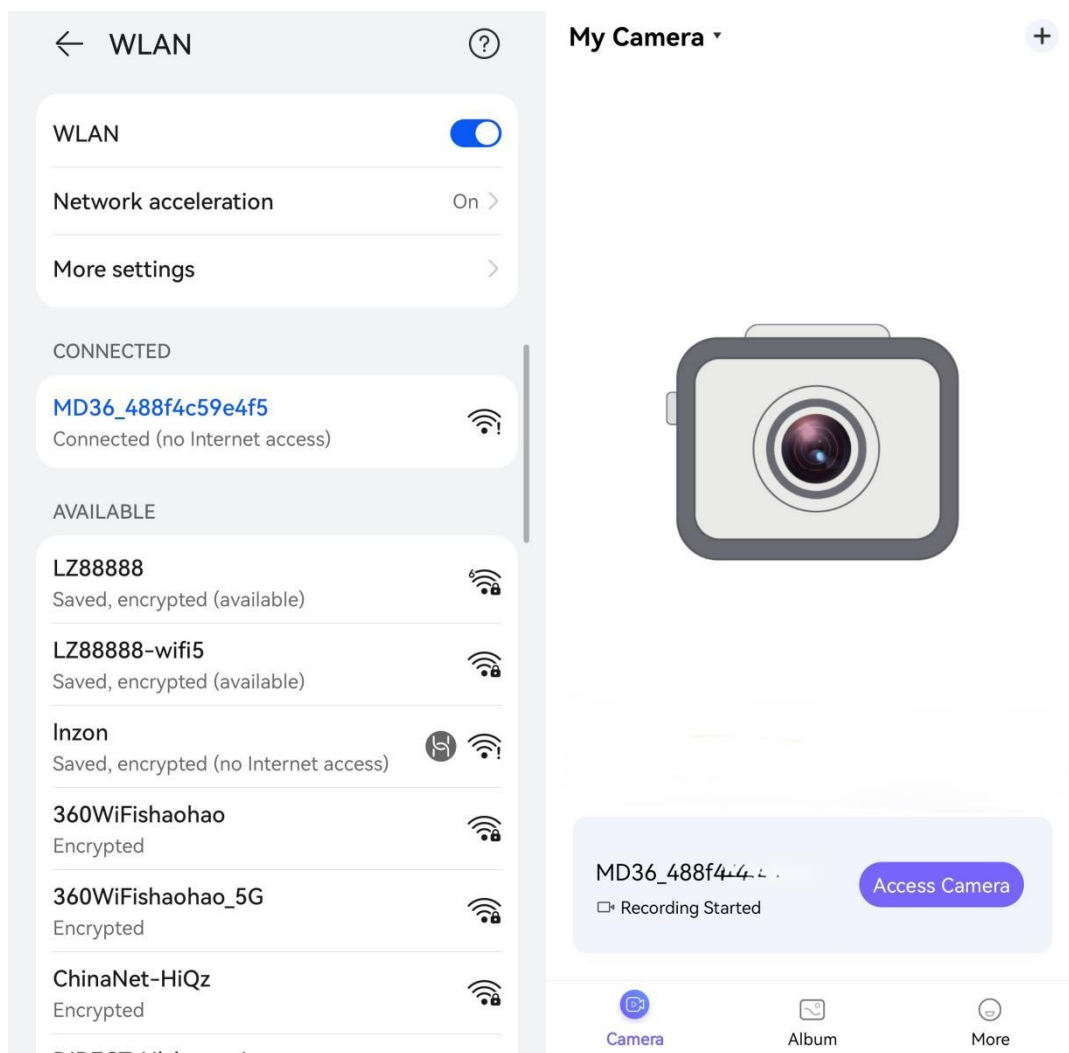 WLAN
WLAN
Network acceleration On
More settings
CONNECTED
MD36_488f4c59e4f5
Connected (no Internet access)
AVAILABLE
LZ88888
Saved, encrypted (available)
LZ88888-wifi5
Saved, encrypted (available)
Inzon
Saved, encrypted (no Internet access)
360WiFishaohao
Encrypted
360WiFishaohao_5G
Encrypted
ChinaNet-HiQz
Encrypted
My Camera
MD36_488f4
Access Camera
Recording Started
Camera Album More